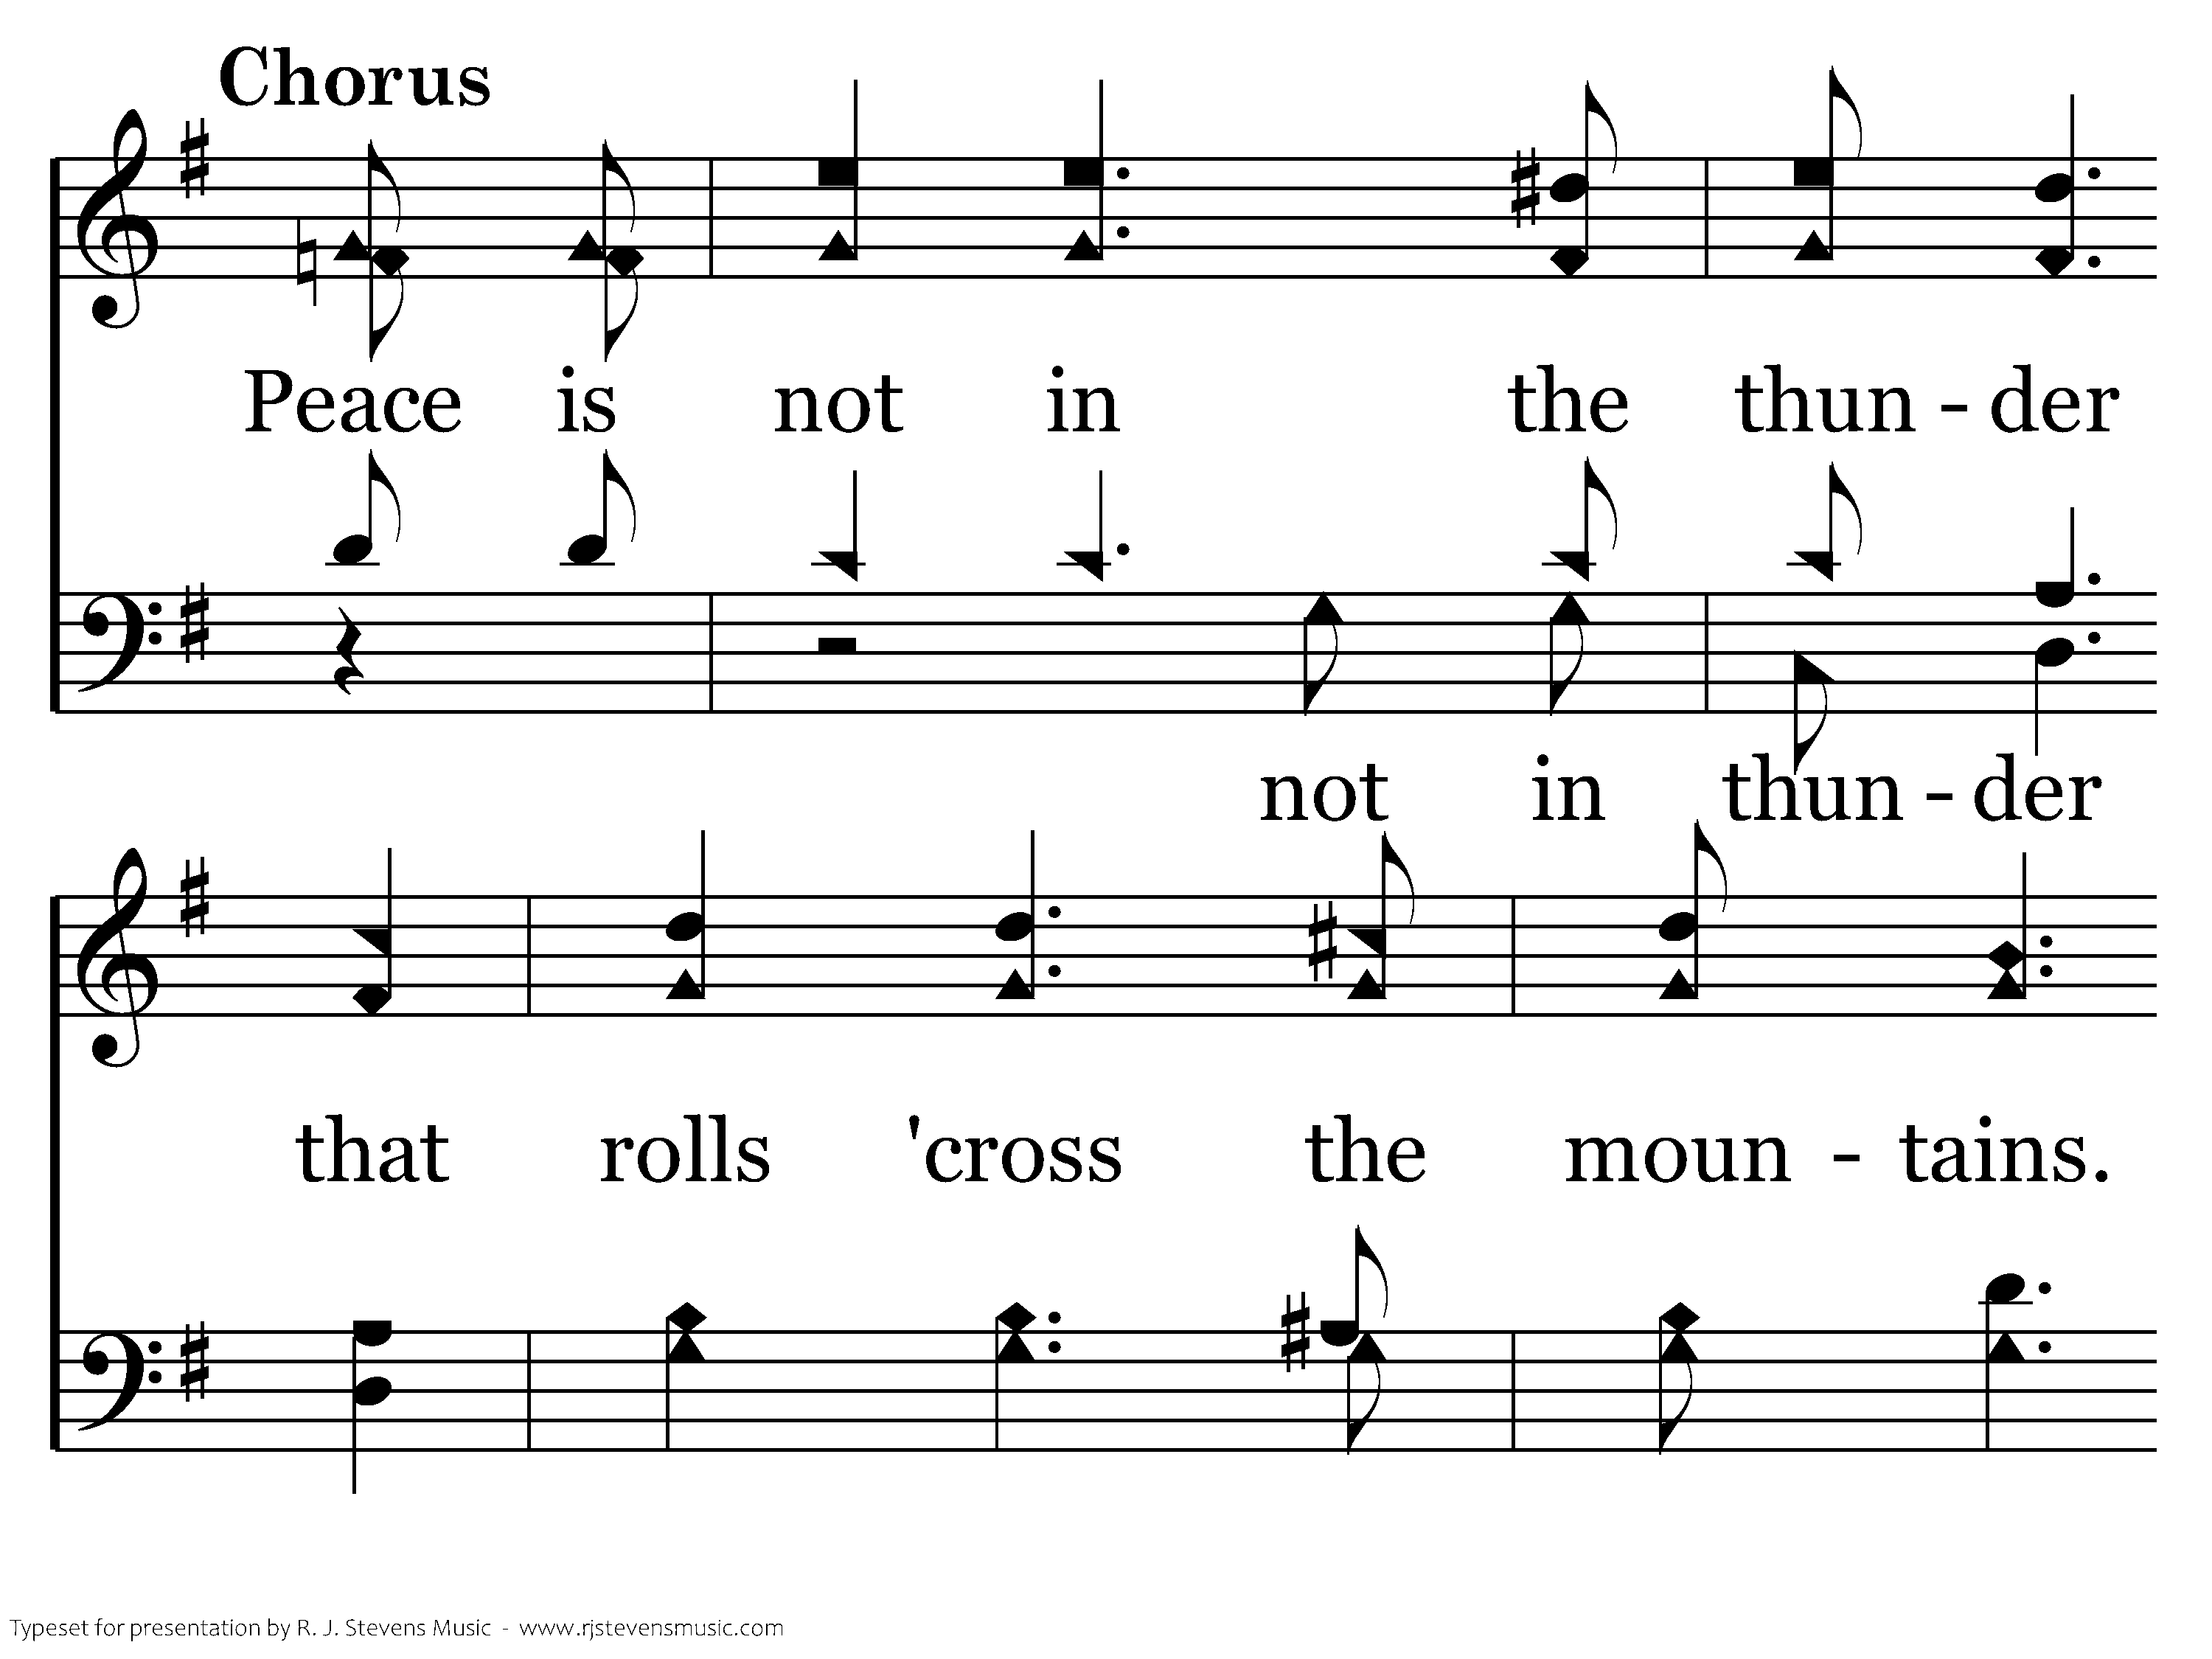 Chorus
Peace is not in the thun - der
not in thun - der
that rolls 'cross the moun - tains.
Typeset for presentation by R. J. Stevens Music - www.rjstevensmusic.com